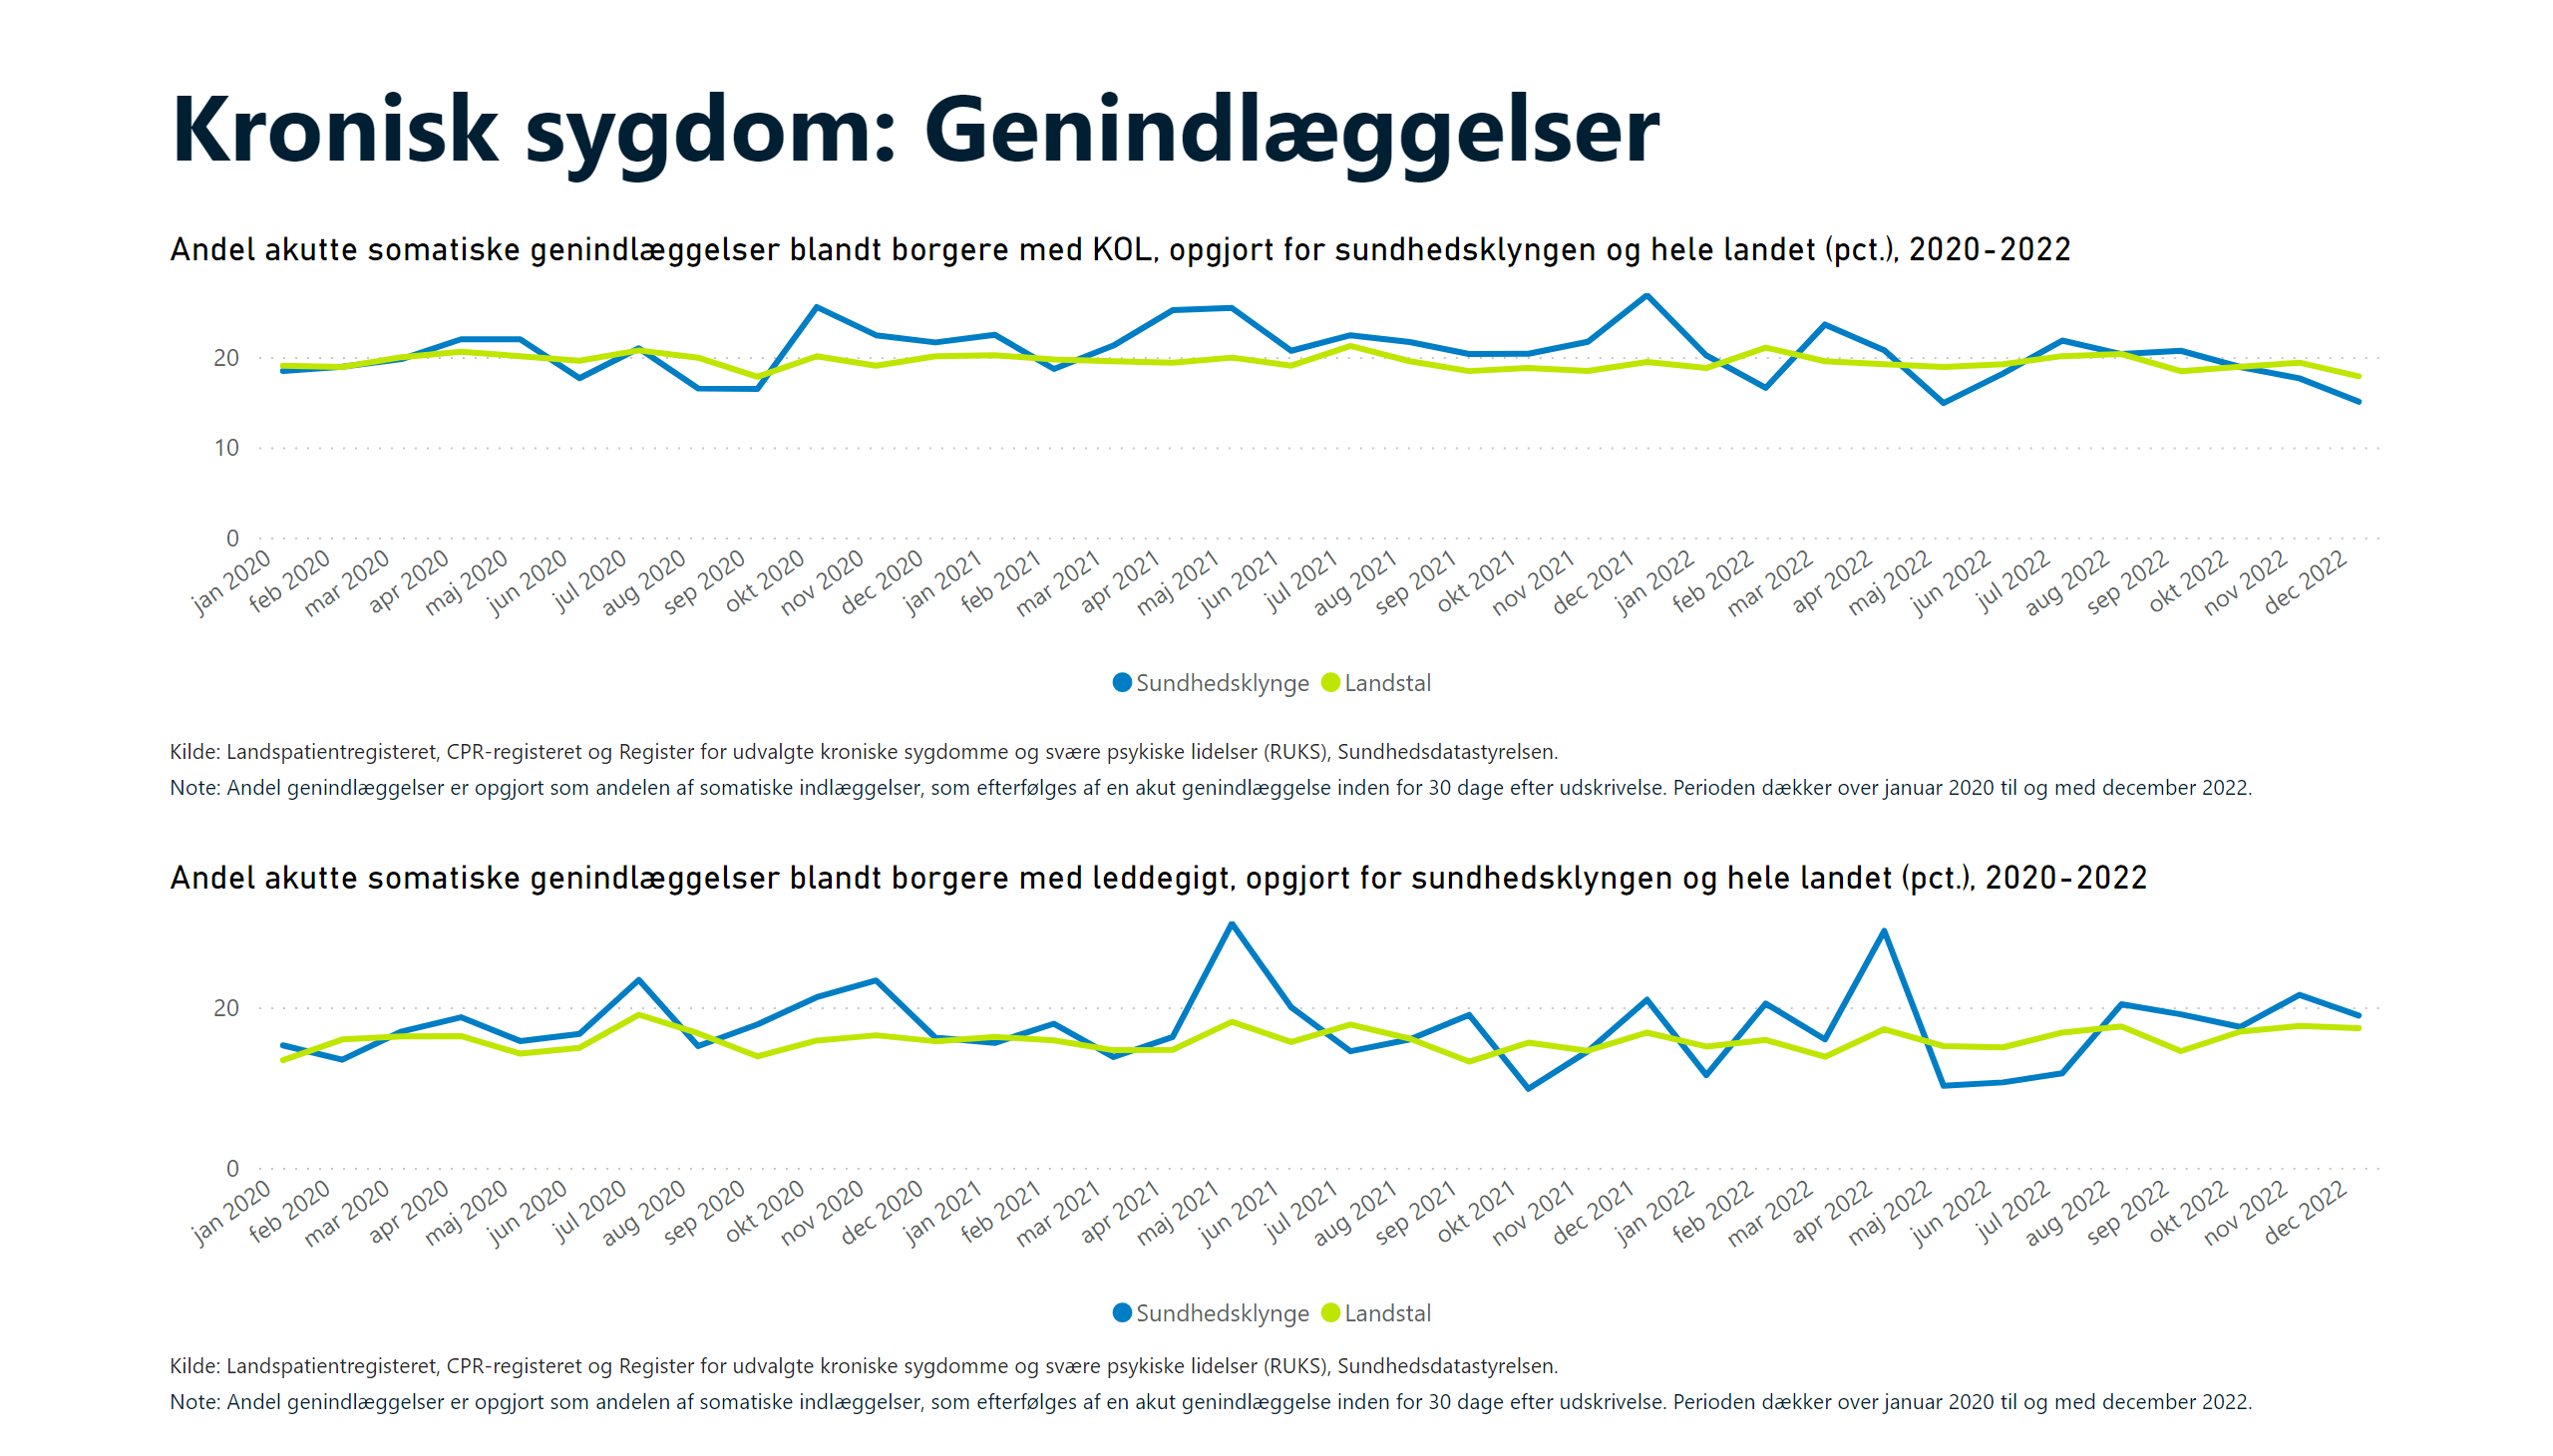 Kronisk sygdom: Genindlæggelser
Andel akutte somatiske genindlæggelser blandt borgere med KOL, opgjort for sundhedsklyngen og hele landet (pct.), 2020-2022
20
10
0
jan 2020 feb 2020 mar 2020 apr 2020 maj 2020 jun 2020 jul 2020 aug 2020 sep 2020 okt 2020 nov 2020 dec 2020 jan 2021 feb 2021 mar 2021 apr 2021 maj 2021 jun 2021 jul 2021 aug 2021 sep 2021 okt 2021 nov 2021 dec 2021 jan 2022 feb 2022 mar 2022 apr 2022 maj 2022 jun 2022 jul 2022 aug 2022 sep 2022 okt 2022 nov 2022 dec 2022
Sundhedsklynge Landstal
Kilde: Landspatientregisteret, CPR-registeret og Register for udvalgte kroniske sygdomme og svære psykiske lidelser (RUKS), Sundhedsdatastyrelsen.
Note: Andel genindlæggelser er opgjort som andelen af somatiske indlæggelser, som efterfølges af en akut genindlæggelse inden for 30 dage efter udskrivelse. Perioden dækker over januar 2020 til og med december 2022.
Andel akutte somatiske genindlæggelser blandt borgere med leddegigt, opgjort for sundhedsklyngen og hele landet (pct.), 2020-2022
20
0
jan 2020 feb 2020 mar 2020 apr 2020 maj 2020 jun 2020 jul 2020 aug 2020 sep 2020 okt 2020 nov 2020 dec 2020 jan 2021 feb 2021 mar 2021 apr 2021 maj 2021 jun 2021 jul 2021 aug 2021 sep 2021 okt 2021 nov 2021 dec 2021 jan 2022 feb 2022 mar 2022 apr 2022 maj 2022 jun 2022 jul 2022 aug 2022 sep 2022 okt 2022 nov 2022 dec 2022
Sundhedsklynge Landstal
Kilde: Landspatientregisteret, CPR-registeret og Register for udvalgte kroniske sygdomme og svære psykiske lidelser (RUKS), Sundhedsdatastyrelsen.
Note: Andel genindlæggelser er opgjort som andelen af somatiske indlæggelser, som efterfølges af en akut genindlæggelse inden for 30 dage efter udskrivelse. Perioden dækker over januar 2020 til og med december 2022.